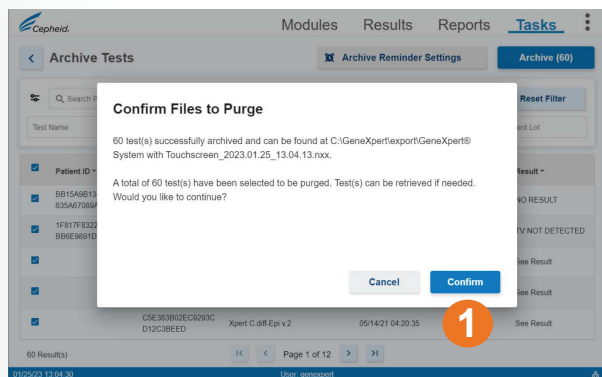 Cepheid.
Modules Results Reports Tasks
Archive Tests
Archive Reminder Settings
Archive (60)
Search
Reset Filter
Test Name
ent Lot
Patient ID
Result
Confirm Files to Purge
60 test(s) successfully archived and can be found at C:\GeneXpert\export\GeneXpert®
System with Touchscreen_2023.01.25_13.04.13.nxx.
A total of 60 test(s) have been selected to be purged. Test(s) can be retrieved if needed.
Would you like to continue?
Cancel Confirm
BB15A9B13
635A67089A
NO RESULT
1F817F8322
BB6E9891D
TV NOT DETECTED
See Result
See Result
C5E383B02EC9293C
D12C3BEED
Xpert C.diff-Epi v.2
05/14/21 04:20:35
See Result
1
60 Result(s)
Page 1 of 12
01/25/23 13:04:30
User: genexpert